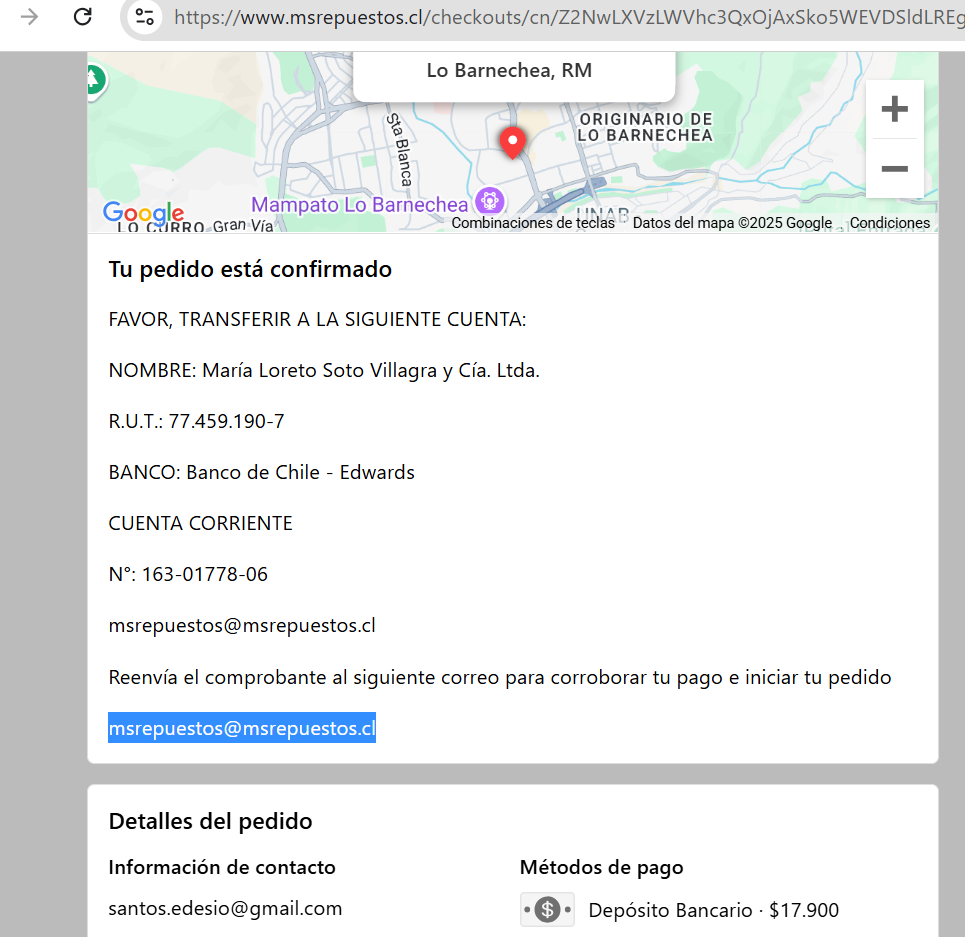 https://www.msrepuestos.cl/checkouts/cn/Z2NwLXVzLWVhc3QxOjAxSko5WEVDSldLREg
Lo Barnechea, RM
ORIGINARIO DE
LO BARNECHEA
Sta Blanca
Mampato Lo Barnechea
UNAB
Google
LO CURRO
Gran Vía
Combinaciones de teclas
Datos del mapa ©2025 Google
Condiciones
Tu pedido está confirmado
FAVOR, TRANSFERIR A LA SIGUIENTE CUENTA:
NOMBRE: María Loreto Soto Villagra y Cía. Ltda.
R.U.T.: 77.459.190-7
BANCO: Banco de Chile - Edwards
CUENTA CORRIENTE
N°: 163-01778-06
msrepuestos@msrepuestos.cl
Reenvía el comprobante al siguiente correo para corroborar tu pago e iniciar tu pedido
msrepuestos@msrepuestos.cl
Detalles del pedido
Información de contacto
Métodos de pago
santos.edesio@gmail.com
Depósito Bancario · $17.900